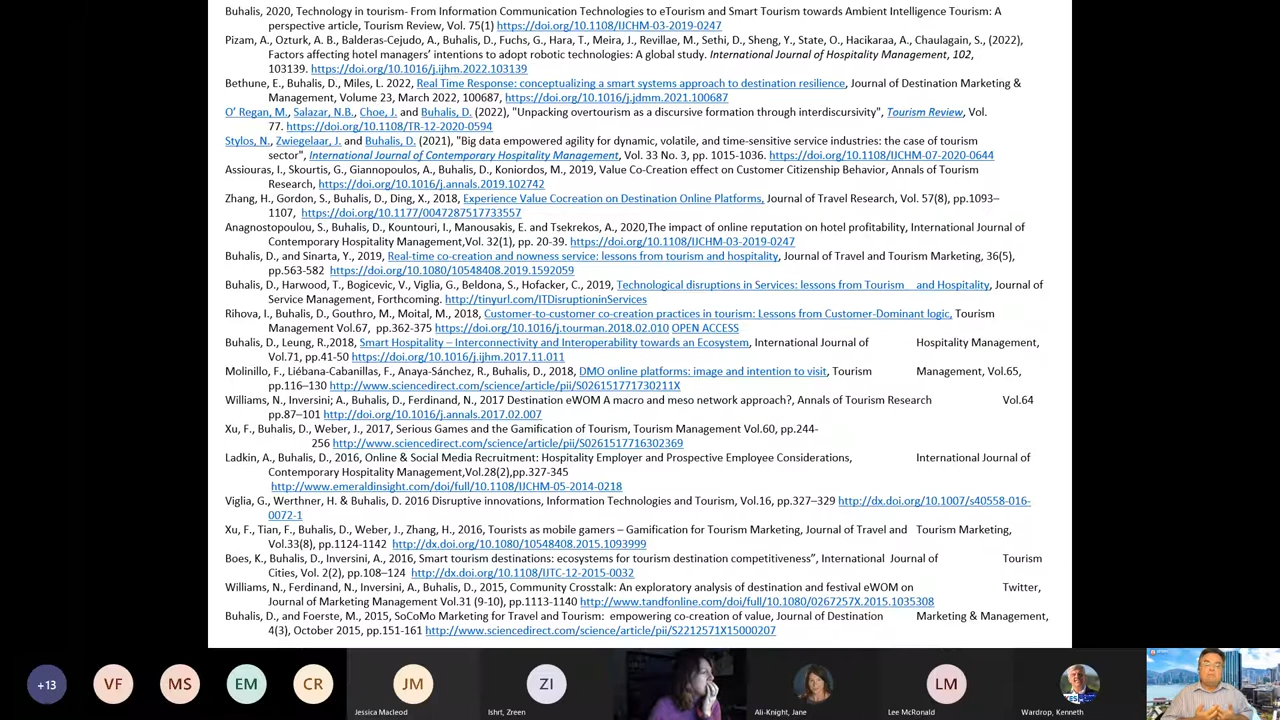 Buhalis, 2020, Technology in tourism- From Information Communication Technologies to eTourism and Smart Tourism towards Ambient Intelligence Tourism: A
perspective article, Tourism Review, Vol. 75(1) https://doi.org/10.1108/IJCHM-03-2019-0247
Pizam, A., Ozturk, A. B., Balderas-Cejudo, A., Buhalis, D., Fuchs, G., Hara, T., Meira, J., Revillae, M., Sethi, D., Sheng, Y., State, O., Hacikaraa, A., Chaulagain, S., (2022),
Factors affecting hotel managers' intentions to adopt robotic technologies: A global study. International Journal of Hospitality Management, 102,
103139. https://doi.org/10.1016/j.ijhm.2022.103139
Bethune, E., Buhalis, D., Miles, L. 2022, Real Time Response: conceptualizing a smart systems approach to destination resilience, Journal of Destination Marketing &
Management, Volume 23, March 2022, 100687, https://doi.org/10.1016/j.jdmm.2021.100687
O' Regan, M., Salazar, N.B., Choe, J. and Buhalis, D. (2022), "Unpacking overtourism as a discursive formation through interdiscursivity", Tourism Review, Vol.
77. https://doi.org/10.1108/TR-12-2020-0594
Stylos, N., Zwiegelaar, J. and Buhalis, D. (2021), "Big data empowered agility for dynamic, volatile, and time-sensitive service industries: the case of tourism
sector", International Journal of Contemporary Hospitality Management, Vol. 33 No. 3, pp. 1015-1036. https://doi.org/10.1108/IJCHM-07-2020-0644
Assiouras, I., Skourtis, G., Giannopoulos, A., Buhalis, D., Koniordos, M., 2019, Value Co-Creation effect on Customer Citizenship Behavior, Annals of Tourism
Research, https://doi.org/10.1016/j.annals.2019.102742
Zhang, H., Gordon, S., Buhalis, D., Ding, X., 2018, Experience Value Cocreation on Destination Online Platforms, Journal of Travel Research, Vol. 57(8), pp.1093–
1107, https://doi.org/10.1177/0047287517733557
Anagnostopoulou, S., Buhalis, D., Kountouri, I., Manousakis, E. and Tsekrekos, A., 2020,The impact of online reputation on hotel profitability, International Journal of
Contemporary Hospitality Management,Vol. 32(1), pp. 20-39. https://doi.org/10.1108/IJCHM-03-2019-0247
Buhalis, D., and Sinarta, Y., 2019, Real-time co-creation and nowness service: lessons from tourism and hospitality, Journal of Travel and Tourism Marketing, 36(5),
pp.563-582 https://doi.org/10.1080/10548408.2019.1592059
Buhalis, D., Harwood, T., Bogicevic, V., Viglia, G., Beldona, S., Hofacker, C., 2019, Technological disruptions in Services: lessons from Tourism and Hospitality, Journal of
Service Management, Forthcoming. http://tinyurl.com/ITDisruptioninServices
Rihova, I., Buhalis, D., Gouthro, M., Moital, M., 2018, Customer-to-customer co-creation practices in tourism: Lessons from Customer-Dominant logic, Tourism
Management Vol.67, pp.362-375 https://doi.org/10.1016/j.tourman.2018.02.010 OPEN ACCESS
Buhalis, D., Leung, R.,2018, Smart Hospitality – Interconnectivity and Interoperability towards an Ecosystem, International Journal of Hospitality Management,
Vol.71, pp.41-50 https://doi.org/10.1016/j.ijhm.2017.11.011
Molinillo, F., Liébana-Cabanillas, F., Anaya-Sánchez, R., Buhalis, D., 2018, DMO online platforms: image and intention to visit, Tourism Management, Vol.65,
pp.116–130 http://www.sciencedirect.com/science/article/pii/S026151771730211X
Williams, N., Inversini; A., Buhalis, D., Ferdinand, N., 2017 Destination eWOM A macro and meso network approach?, Annals of Tourism Research Vol.64
pp.87–101 http://doi.org/10.1016/j.annals.2017.02.007
Xu, F., Buhalis, D., Weber, J., 2017, Serious Games and the Gamification of Tourism, Tourism Management Vol.60, pp.244-
256 http://www.sciencedirect.com/science/article/pii/S0261517716302369
Ladkin, A., Buhalis, D., 2016, Online & Social Media Recruitment: Hospitality Employer and Prospective Employee Considerations, International Journal of
Contemporary Hospitality Management,Vol.28(2),pp.327-345
http://www.emeraldinsight.com/doi/full/10.1108/IJCHM-05-2014-0218
Viglia, G., Werthner, H. & Buhalis, D. 2016 Disruptive innovations, Information Technologies and Tourism, Vol.16, pp.327–329 http://dx.doi.org/10.1007/s40558-016-
0072-1
Xu, F., Tian, F., Buhalis, D., Weber, J., Zhang, H., 2016, Tourists as mobile gamers – Gamification for Tourism Marketing, Journal of Travel and Tourism Marketing,
Vol.33(8), pp.1124-1142 http://dx.doi.org/10.1080/10548408.2015.1093999
Boes, K., Buhalis, D., Inversini, A., 2016, Smart tourism destinations: ecosystems for tourism destination competitiveness”, International Journal of Tourism
Cities, Vol. 2(2), pp.108–124 http://dx.doi.org/10.1108/IJTC-12-2015-0032
Williams, N., Ferdinand, N., Inversini, A., Buhalis, D., 2015, Community Crosstalk: An exploratory analysis of destination and festival eWOM on Twitter,
Journal of Marketing Management Vol.31 (9-10), pp.1113-1140 http://www.tandfonline.com/doi/full/10.1080/0267257X.2015.1035308
Buhalis, D., and Foerste, M., 2015, SoCoMo Marketing for Travel and Tourism: empowering co-creation of value, Journal of Destination Marketing & Management,
4(3), October 2015, pp.151-161 http://www.sciencedirect.com/science/article/pii/S2212571X15000207
+13 VF MS EM CR JM ZI LM
Jessica Macleod Ishrt, Zreen Ali-Knight, Jane Lee McRonald Wardrop, Kenneth